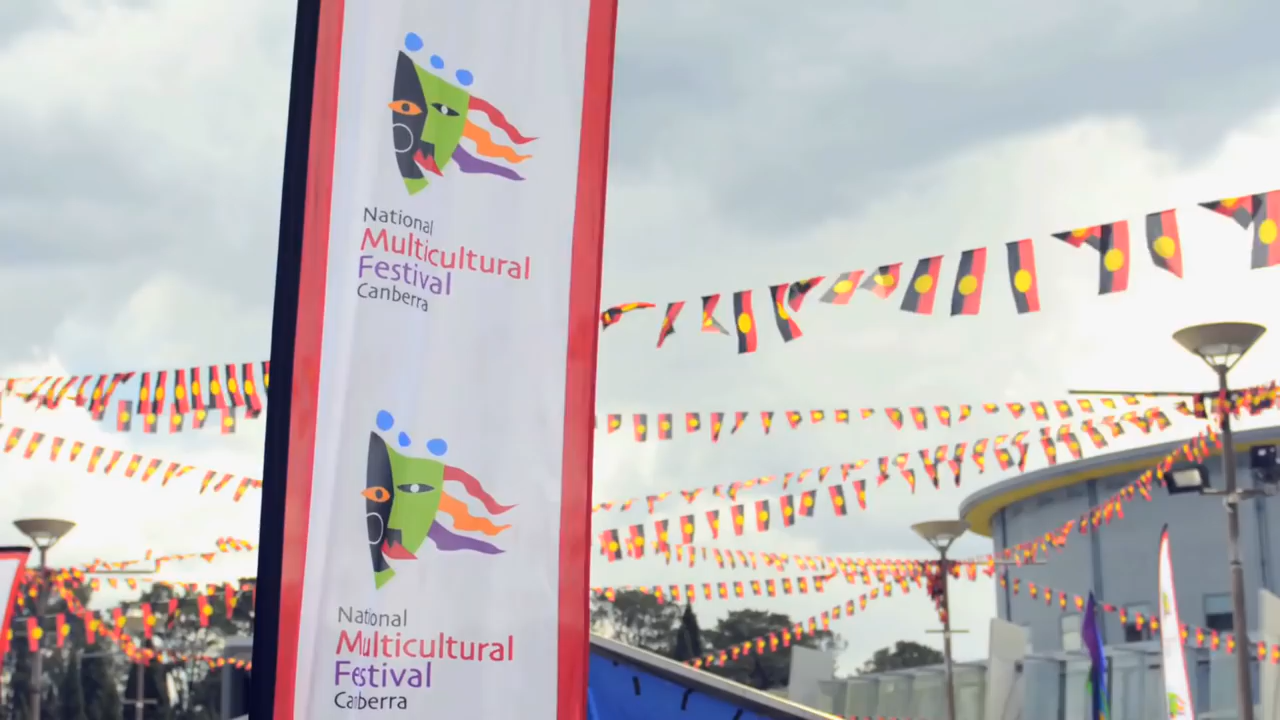 National
Multicultural
Festival
Canberra
National
Multicultural
Festival
Canberra